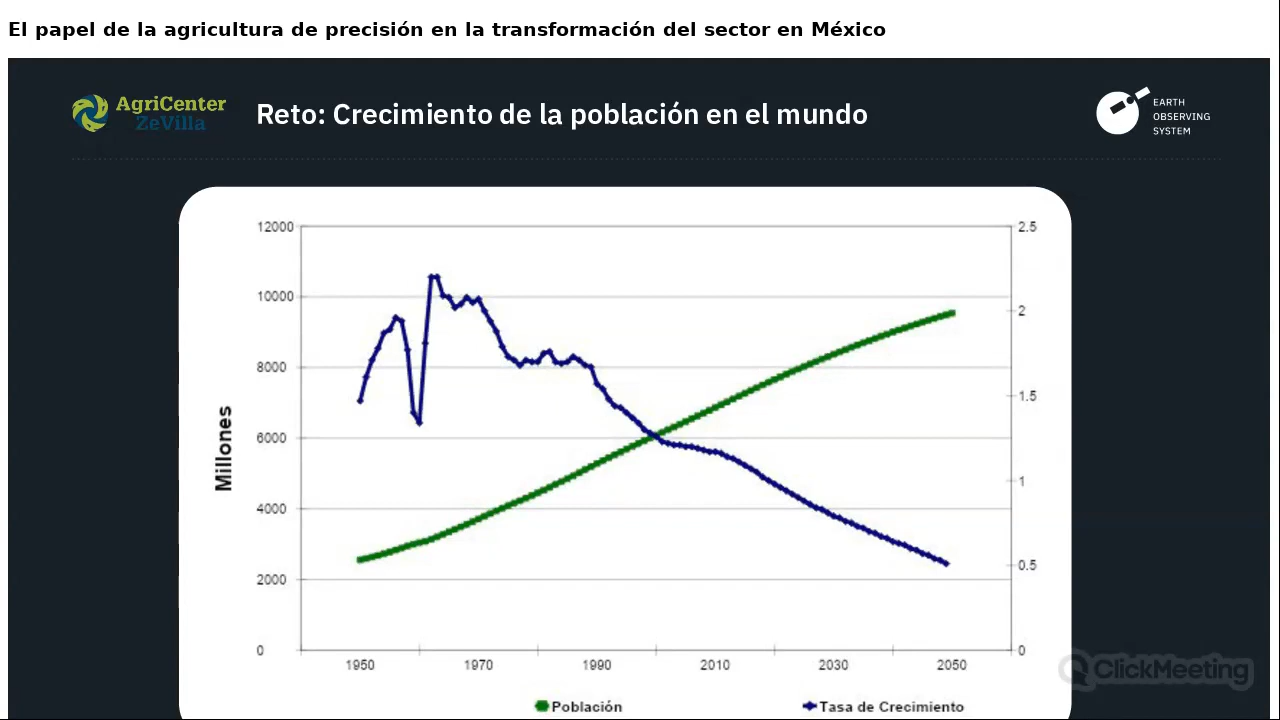 El papel de la agricultura de precisión en la transformación del sector en México
AgriCenter
ZeVilla
Reto: Crecimiento de la población en el mundo
EARTH
OBSERVING
SYSTEM
12000
10000
8000
6000
4000
2000
0
Millones
2.5
2
1.5
1
0.5
0
1950 1970 1990 2010 2030 2050
Población Tasa de Crecimiento
ClickMeeting